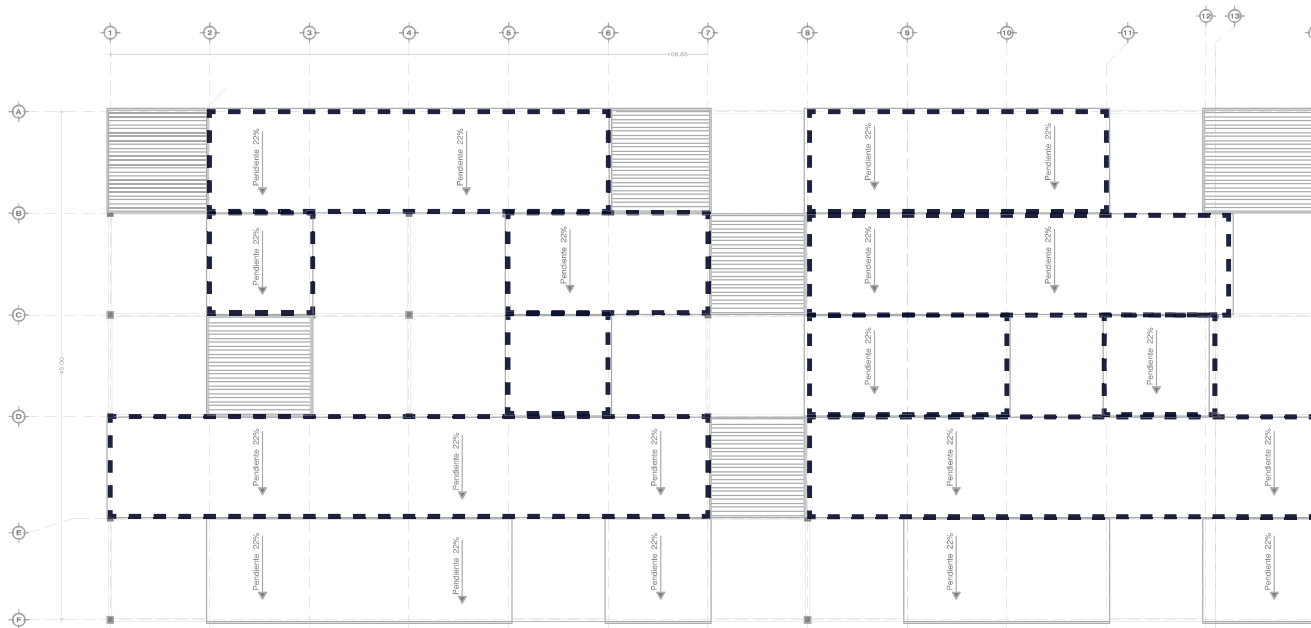 1 2 3 4 5 6 7 8 9 10 11 12 13
108.85
A
Pendiente 22% Pendiente 22% Pendiente 22% Pendiente 22%
B
Pendiente 22% Pendiente 22% Pendiente 22% Pendiente 22%
C
45.00
Pendiente 22% Pendiente 22%
D
Pendiente 22% Pendiente 22% Pendiente 22% Pendiente 22% Pendiente 22%
E
Pendiente 22% Pendiente 22% Pendiente 22% Pendiente 22% Pendiente 22%
F